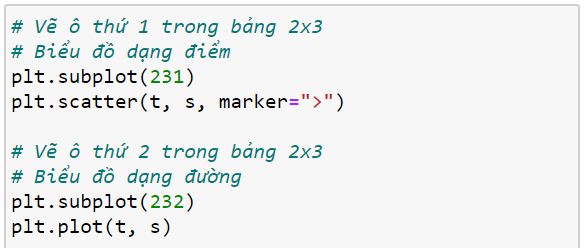 # Vẽ ô thứ 1 trong bảng 2x3
# Biểu đồ dạng điểm
plt.subplot(231)
plt.scatter(t, s, marker=">")
# Vẽ ô thứ 2 trong bảng 2x3
# Biểu đồ dạng đường
plt.subplot(232)
plt.plot(t, s)